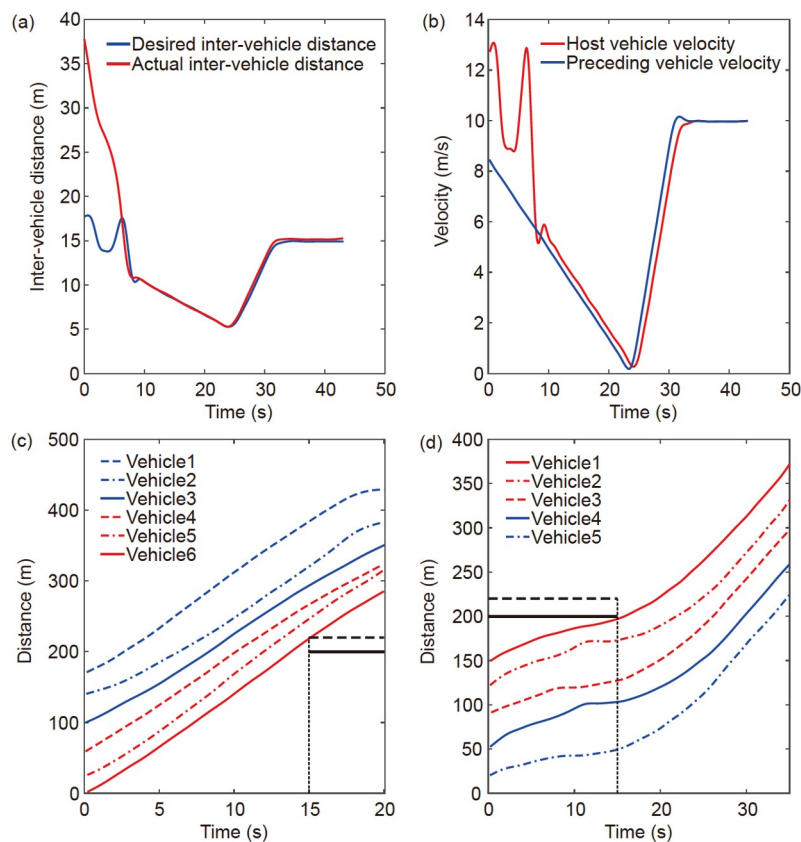 (a)
40
35
30
25
20
15
10
5
0
Inter-vehicle distance (m)
Desired inter-vehicle distance
Actual inter-vehicle distance
0 10 20 30 40 50
Time (s)
(b)
14
12
10
8
6
4
2
0
Velocity (m/s)
Host vehicle velocity
Preceding vehicle velocity
0 10 20 30 40 50
Time (s)
(c)
500
400
300
200
100
0
Distance (m)
Vehicle1
Vehicle2
Vehicle3
Vehicle4
Vehicle5
Vehicle6
0 5 10 15 20
Time (s)
(d)
400
350
300
250
200
150
100
50
0
Distance (m)
Vehicle1
Vehicle2
Vehicle3
Vehicle4
Vehicle5
0 10 20 30
Time (s)